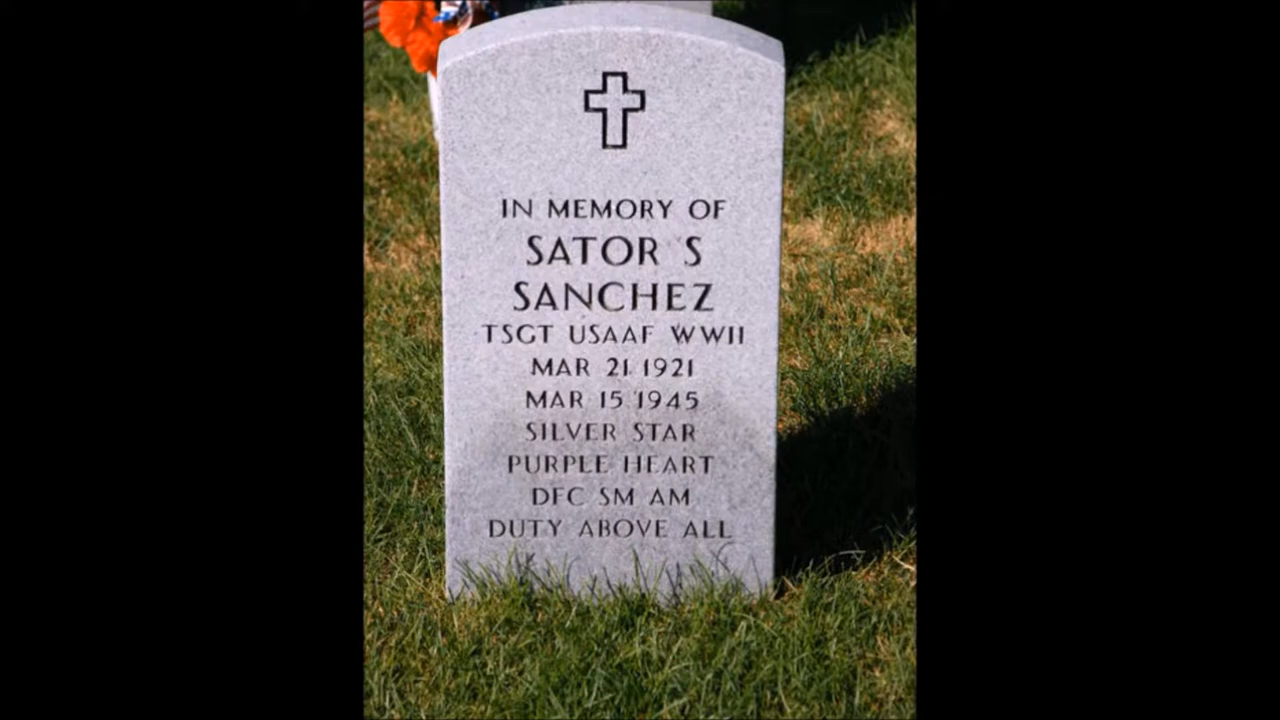 IN MEMORY OF
SATOR S
SANCHEZ
TSGT USAAF WWII
MAR 21 1921
MAR 15 1945
SILVER STAR
PURPLE HEART
DFC SM AM
DUTY ABOVE ALL